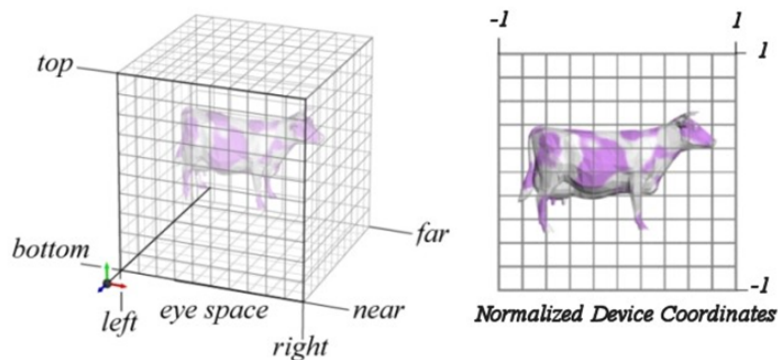 top
bottom
left
eye space
right
near
far
-1
1
1
-1
Normalized Device Coordinates